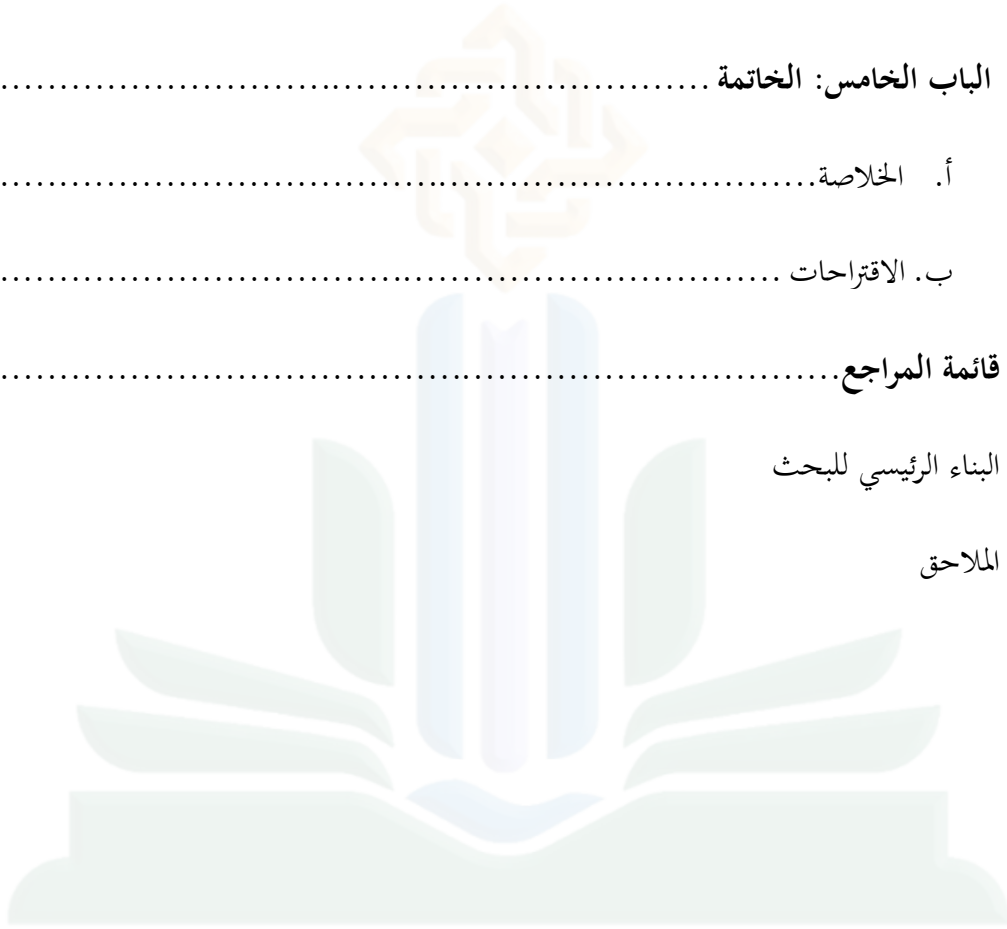 الباب الخامس: الخاتمة ..........................................................
أ. الخلاصة....................................................................
ب. الاقتراحات .................................................................
قائمة المراجع.....................................................................
البناء الرئيسي للبحث
الملاحق